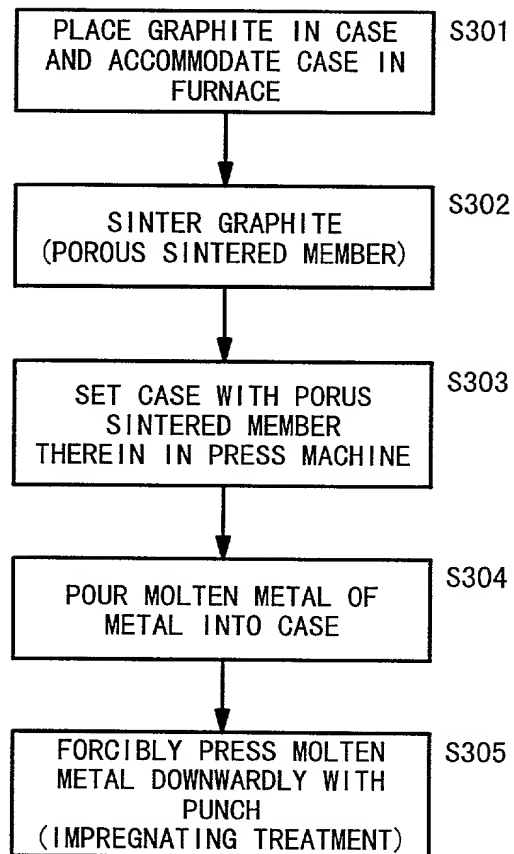 PLACE GRAPHITE IN CASE
AND ACCOMMODATE CASE IN
FURNACE
S301
SINTER GRAPHITE
(POROUS SINTERED MEMBER)
S302
SET CASE WITH PORUS
SINTERED MEMBER
THEREIN IN PRESS MACHINE
S303
POUR MOLTEN METAL OF
METAL INTO CASE
S304
FORCIBLY PRESS MOLTEN
METAL DOWNWARDLY WITH
PUNCH
(IMPREGNATING TREATMENT)
S305